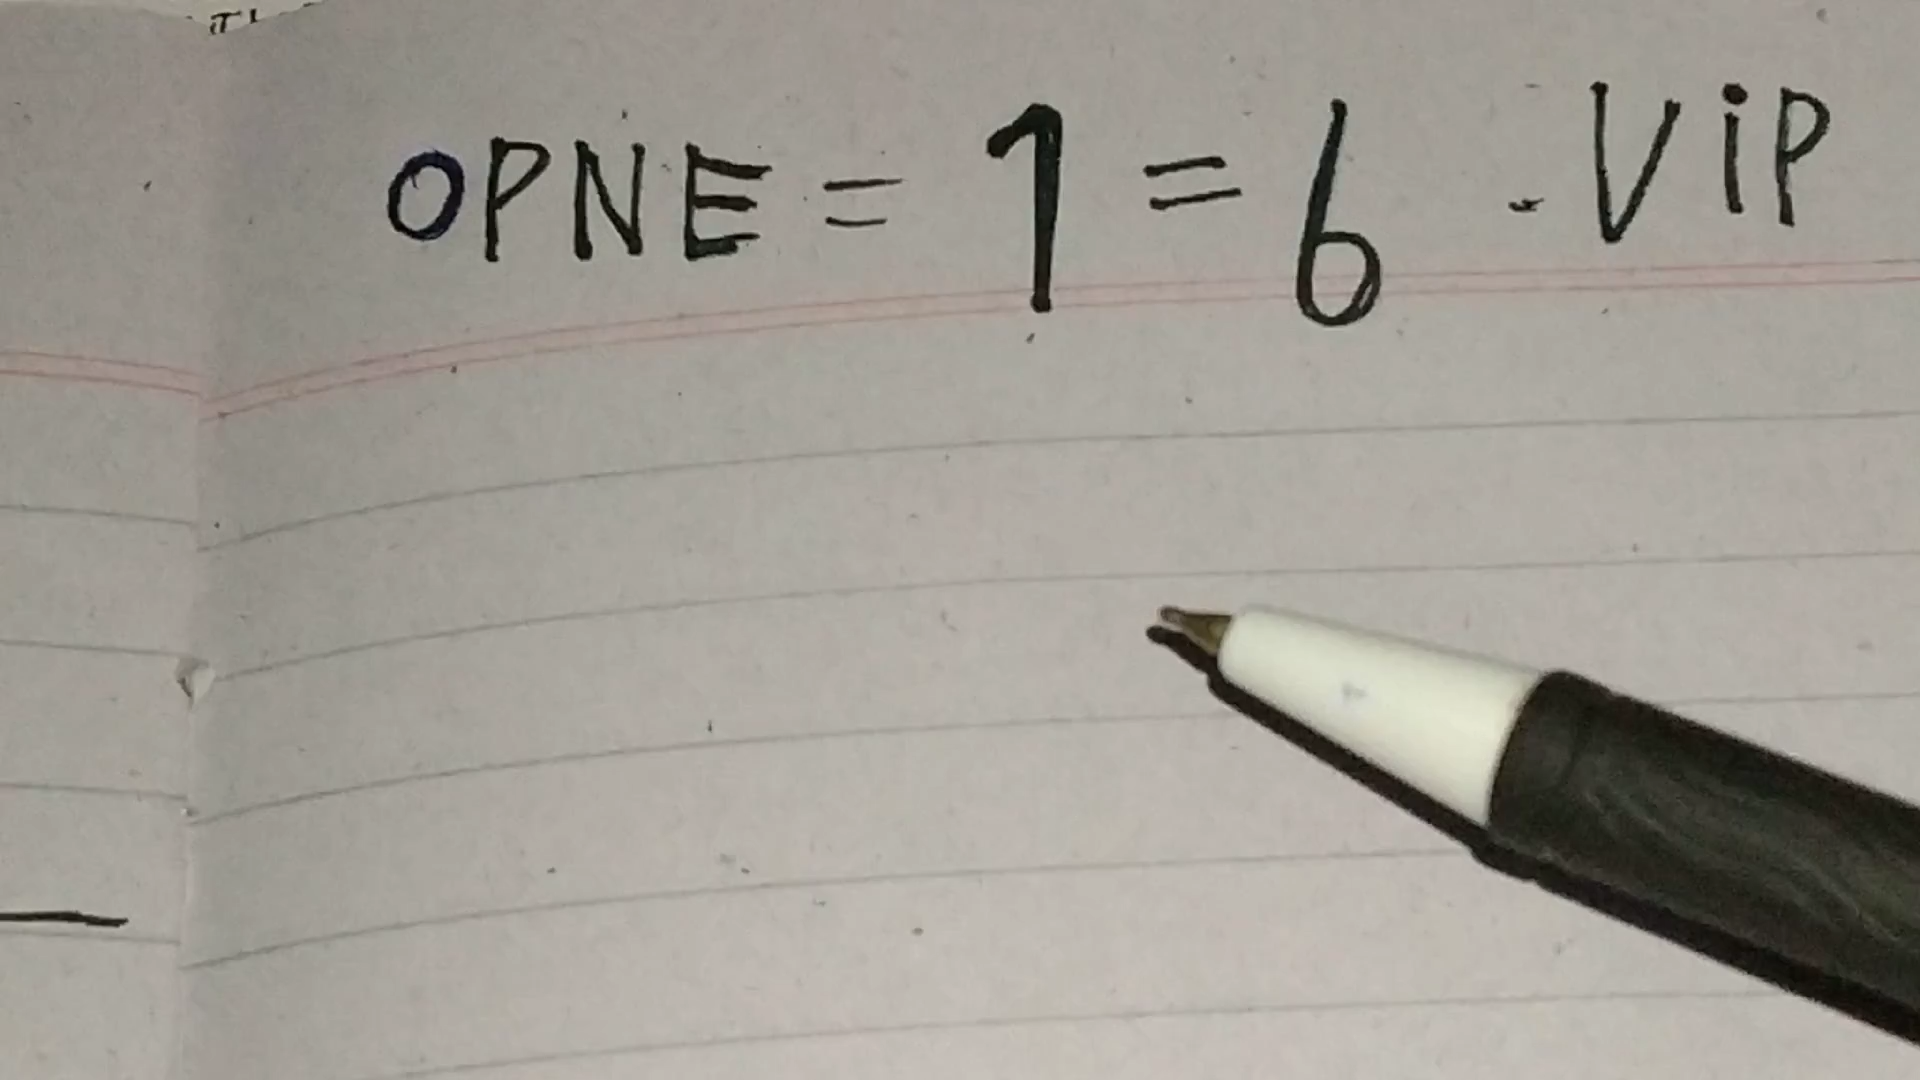 OPNE = 1 = 6 . ViP